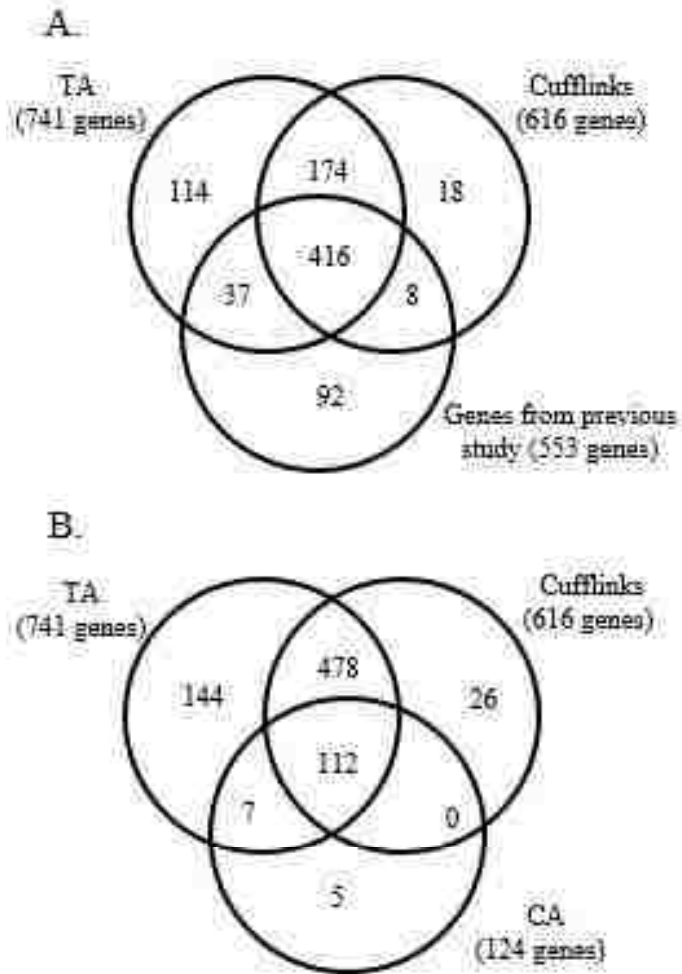 A.
TA
(741 genes)
Cufflinks
(616 genes)
114
174
18
416
37
8
92
Genes from previous
study (553 genes)
B.
TA
(741 genes)
Cufflinks
(616 genes)
478
144
26
112
7
0
5
CA
(124 genes)